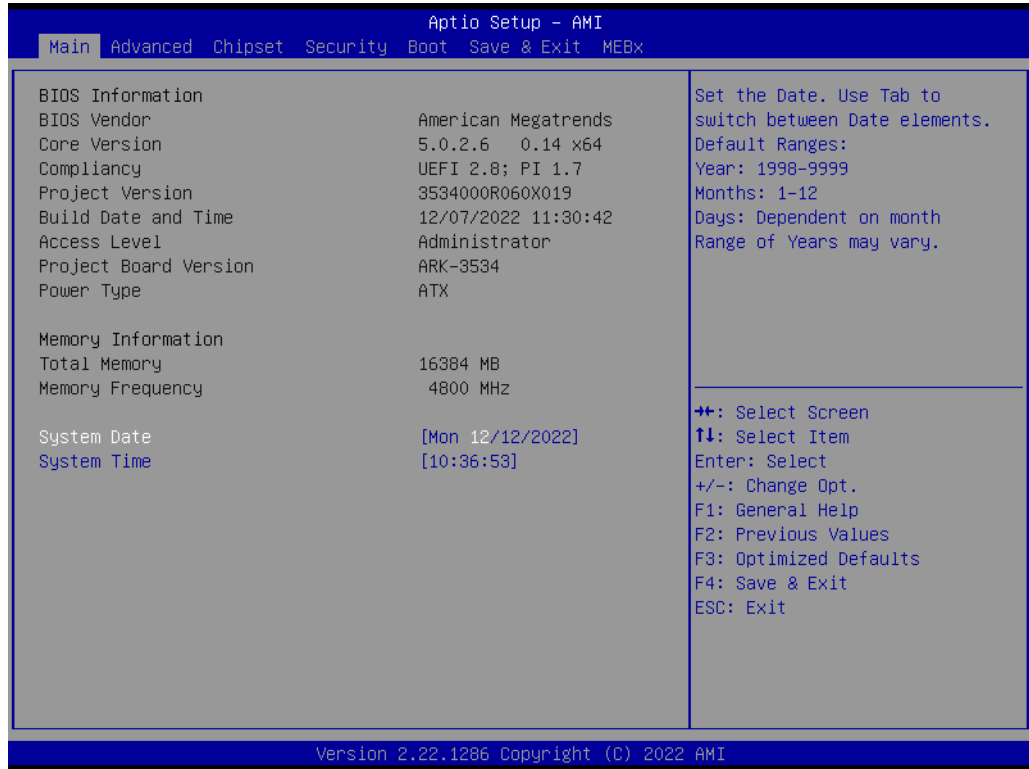 Aptio Setup – AMI
Main Advanced Chipset Security Boot Save & Exit MEBx
BIOS Information
BIOS Vendor American Megatrends
Core Version 5.0.2.6 0.14 x64
Compliancy UEFI 2.8; PI 1.7
Project Version 3534000R060X019
Build Date and Time 12/07/2022 11:30:42
Access Level Administrator
Project Board Version ARK-3534
Power Type ATX
Memory Information
Total Memory 16384 MB
Memory Frequency 4800 MHz
System Date [Mon 12/12/2022]
System Time [10:36:53]
Set the Date. Use Tab to
switch between Date elements.
Default Ranges:
Year: 1998-9999
Months: 1-12
Days: Dependent on month
Range of Years may vary.
→←: Select Screen
↑↓: Select Item
Enter: Select
+/-: Change Opt.
F1: General Help
F2: Previous Values
F3: Optimized Defaults
F4: Save & Exit
ESC: Exit
Version 2.22.1286 Copyright (C) 2022 AMI